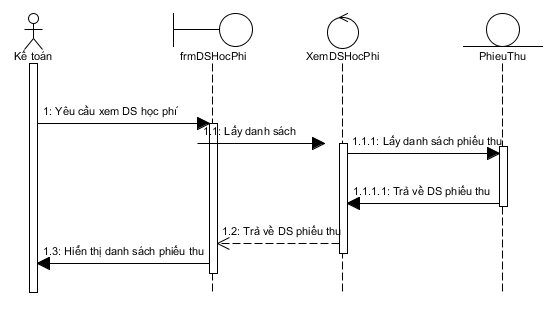 Kế toán
frmDSHocPhi
XemDSHocPhi
PhieuThu
1: Yêu cầu xem DS học phí
1.1: Lấy danh sách
1.1.1: Lấy danh sách phiếu thu
1.1.1.1: Trả về DS phiếu thu
1.2: Trả về DS phiếu thu
1.3: Hiển thị danh sách phiếu thu